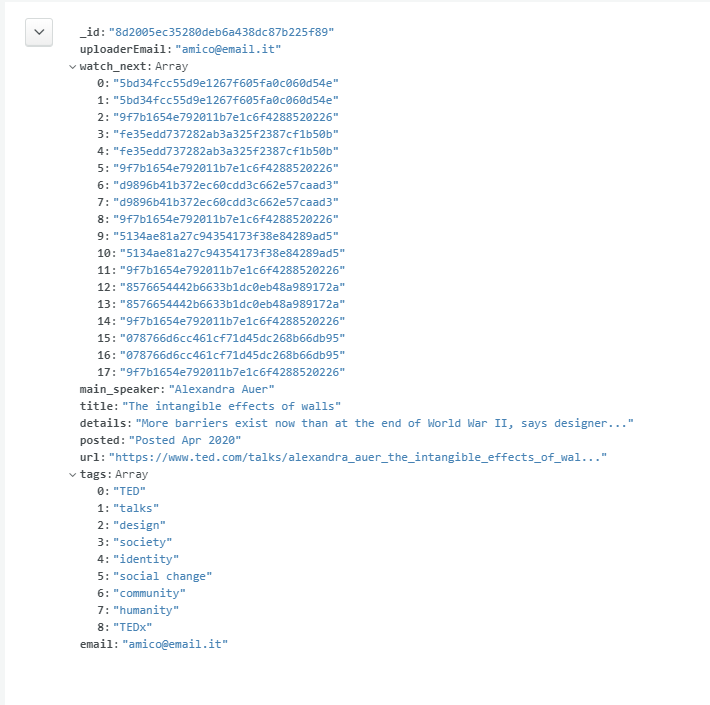 _id: "8d2005ec35280deb6a438dc87b225f89"
uploaderEmail: "amico@email.it"
watch_next: Array
0: "5bd34fcc55d9e1267f605fa0c060d54e"
1: "5bd34fcc55d9e1267f605fa0c060d54e"
2: "9f7b1654e792011b7e1c6f4288520226"
3: "fe35edd737282ab3a325f2387cf1b50b"
4: "fe35edd737282ab3a325f2387cf1b50b"
5: "9f7b1654e792011b7e1c6f4288520226"
6: "d9896b41b372ec60cdd3c662e57caad3"
7: "d9896b41b372ec60cdd3c662e57caad3"
8: "9f7b1654e792011b7e1c6f4288520226"
9: "5134ae81a27c94354173f38e84289ad5"
10: "5134ae81a27c94354173f38e84289ad5"
11: "9f7b1654e792011b7e1c6f4288520226"
12: "8576654442b6633b1dc0eb48a989172a"
13: "8576654442b6633b1dc0eb48a989172a"
14: "9f7b1654e792011b7e1c6f4288520226"
15: "078766d6cc461cf71d45dc268b66db95"
16: "078766d6cc461cf71d45dc268b66db95"
17: "9f7b1654e792011b7e1c6f4288520226"
main_speaker: "Alexandra Auer"
title: "The intangible effects of walls"
details: "More barriers exist now than at the end of World War II, says designer..."
posted: "Posted Apr 2020"
url: "https://www.ted.com/talks/alexandra_auer_the_intangible_effects_of_wal..."
tags: Array
0: "TED"
1: "talks"
2: "design"
3: "society"
4: "identity"
5: "social change"
6: "community"
7: "humanity"
8: "TEDx"
email: "amico@email.it"